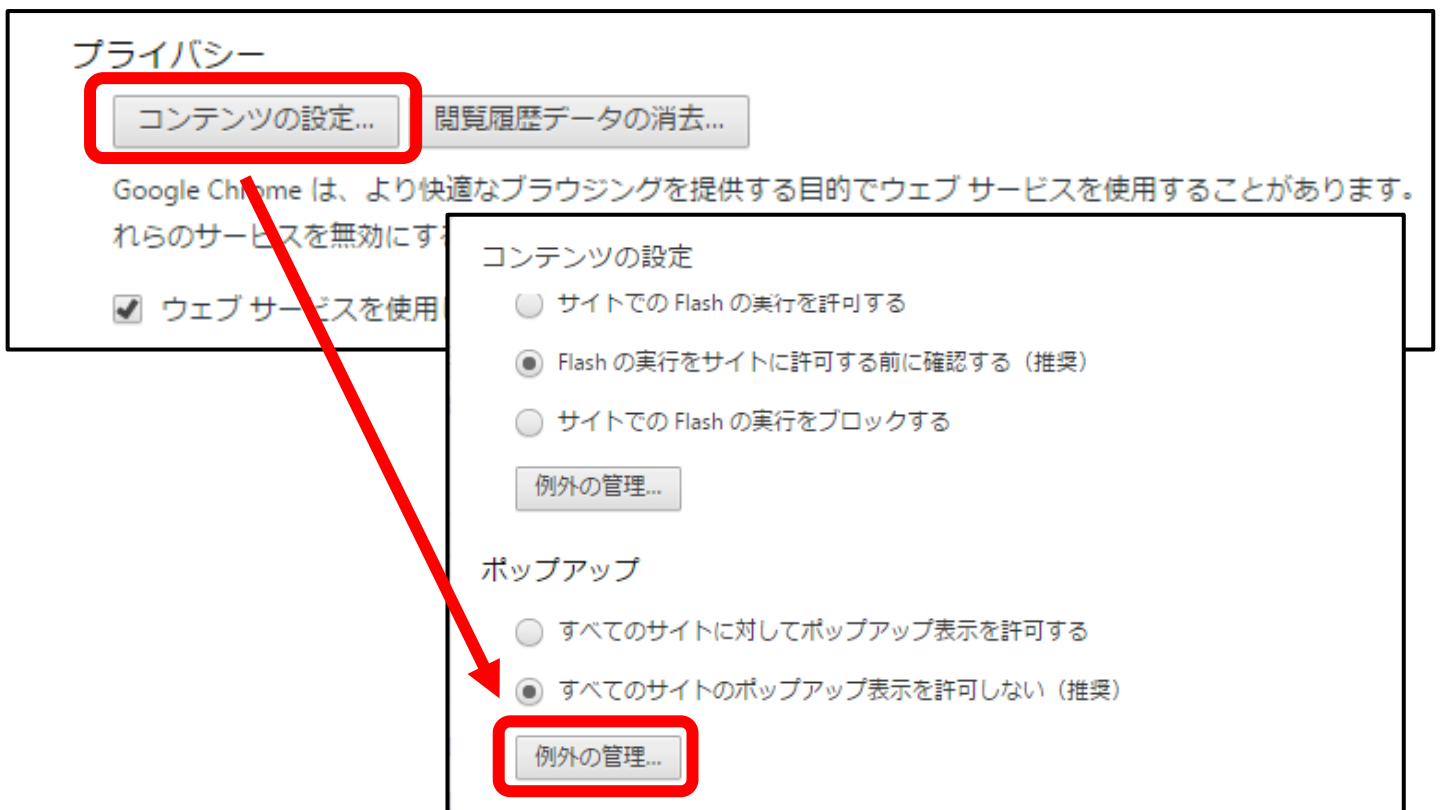 プライバシー
コンテンツの設定...
閲覧履歴データの消去...
Google Chrome は、より快適なブラウジングを提供する目的でウェブ サービスを使用することがあります。
れらのサービスを無効にす
ウェブ サービスを使用
コンテンツの設定
サイトでの Flash の実行を許可する
Flash の実行をサイトに許可する前に確認する（推奨）
サイトでの Flash の実行をブロックする
例外の管理...
ポップアップ
すべてのサイトに対してポップアップ表示を許可する
すべてのサイトのポップアップ表示を許可しない（推奨）
例外の管理...